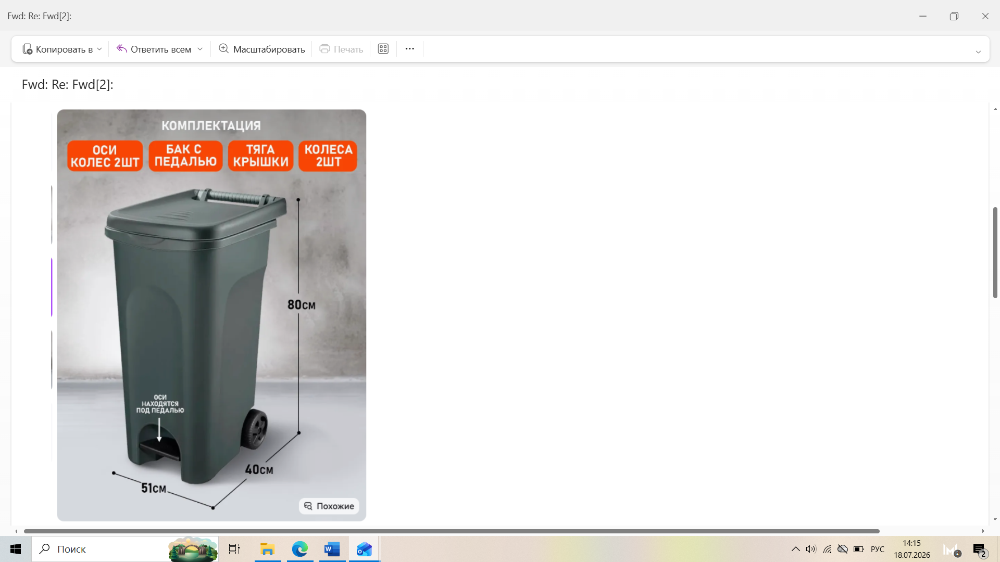 Fwd: Re: Fwd[2]:
Копировать в
Ответить всем
Масштабировать
Печать
Fwd: Re: Fwd[2]:
КОМПЛЕКТАЦИЯ
ОСИ
КОЛЕС 2ШТ
БАК С
ПЕДАЛЬЮ
ТЯГА
КРЫШКИ
КОЛЕСА
2ШТ
80СМ
ОСИ
НАХОДЯТСЯ
ПОД ПЕДАЛЬЮ
40СМ
51СМ
Похожие
Поиск
РУС
14:15
18.07.2026
2
2